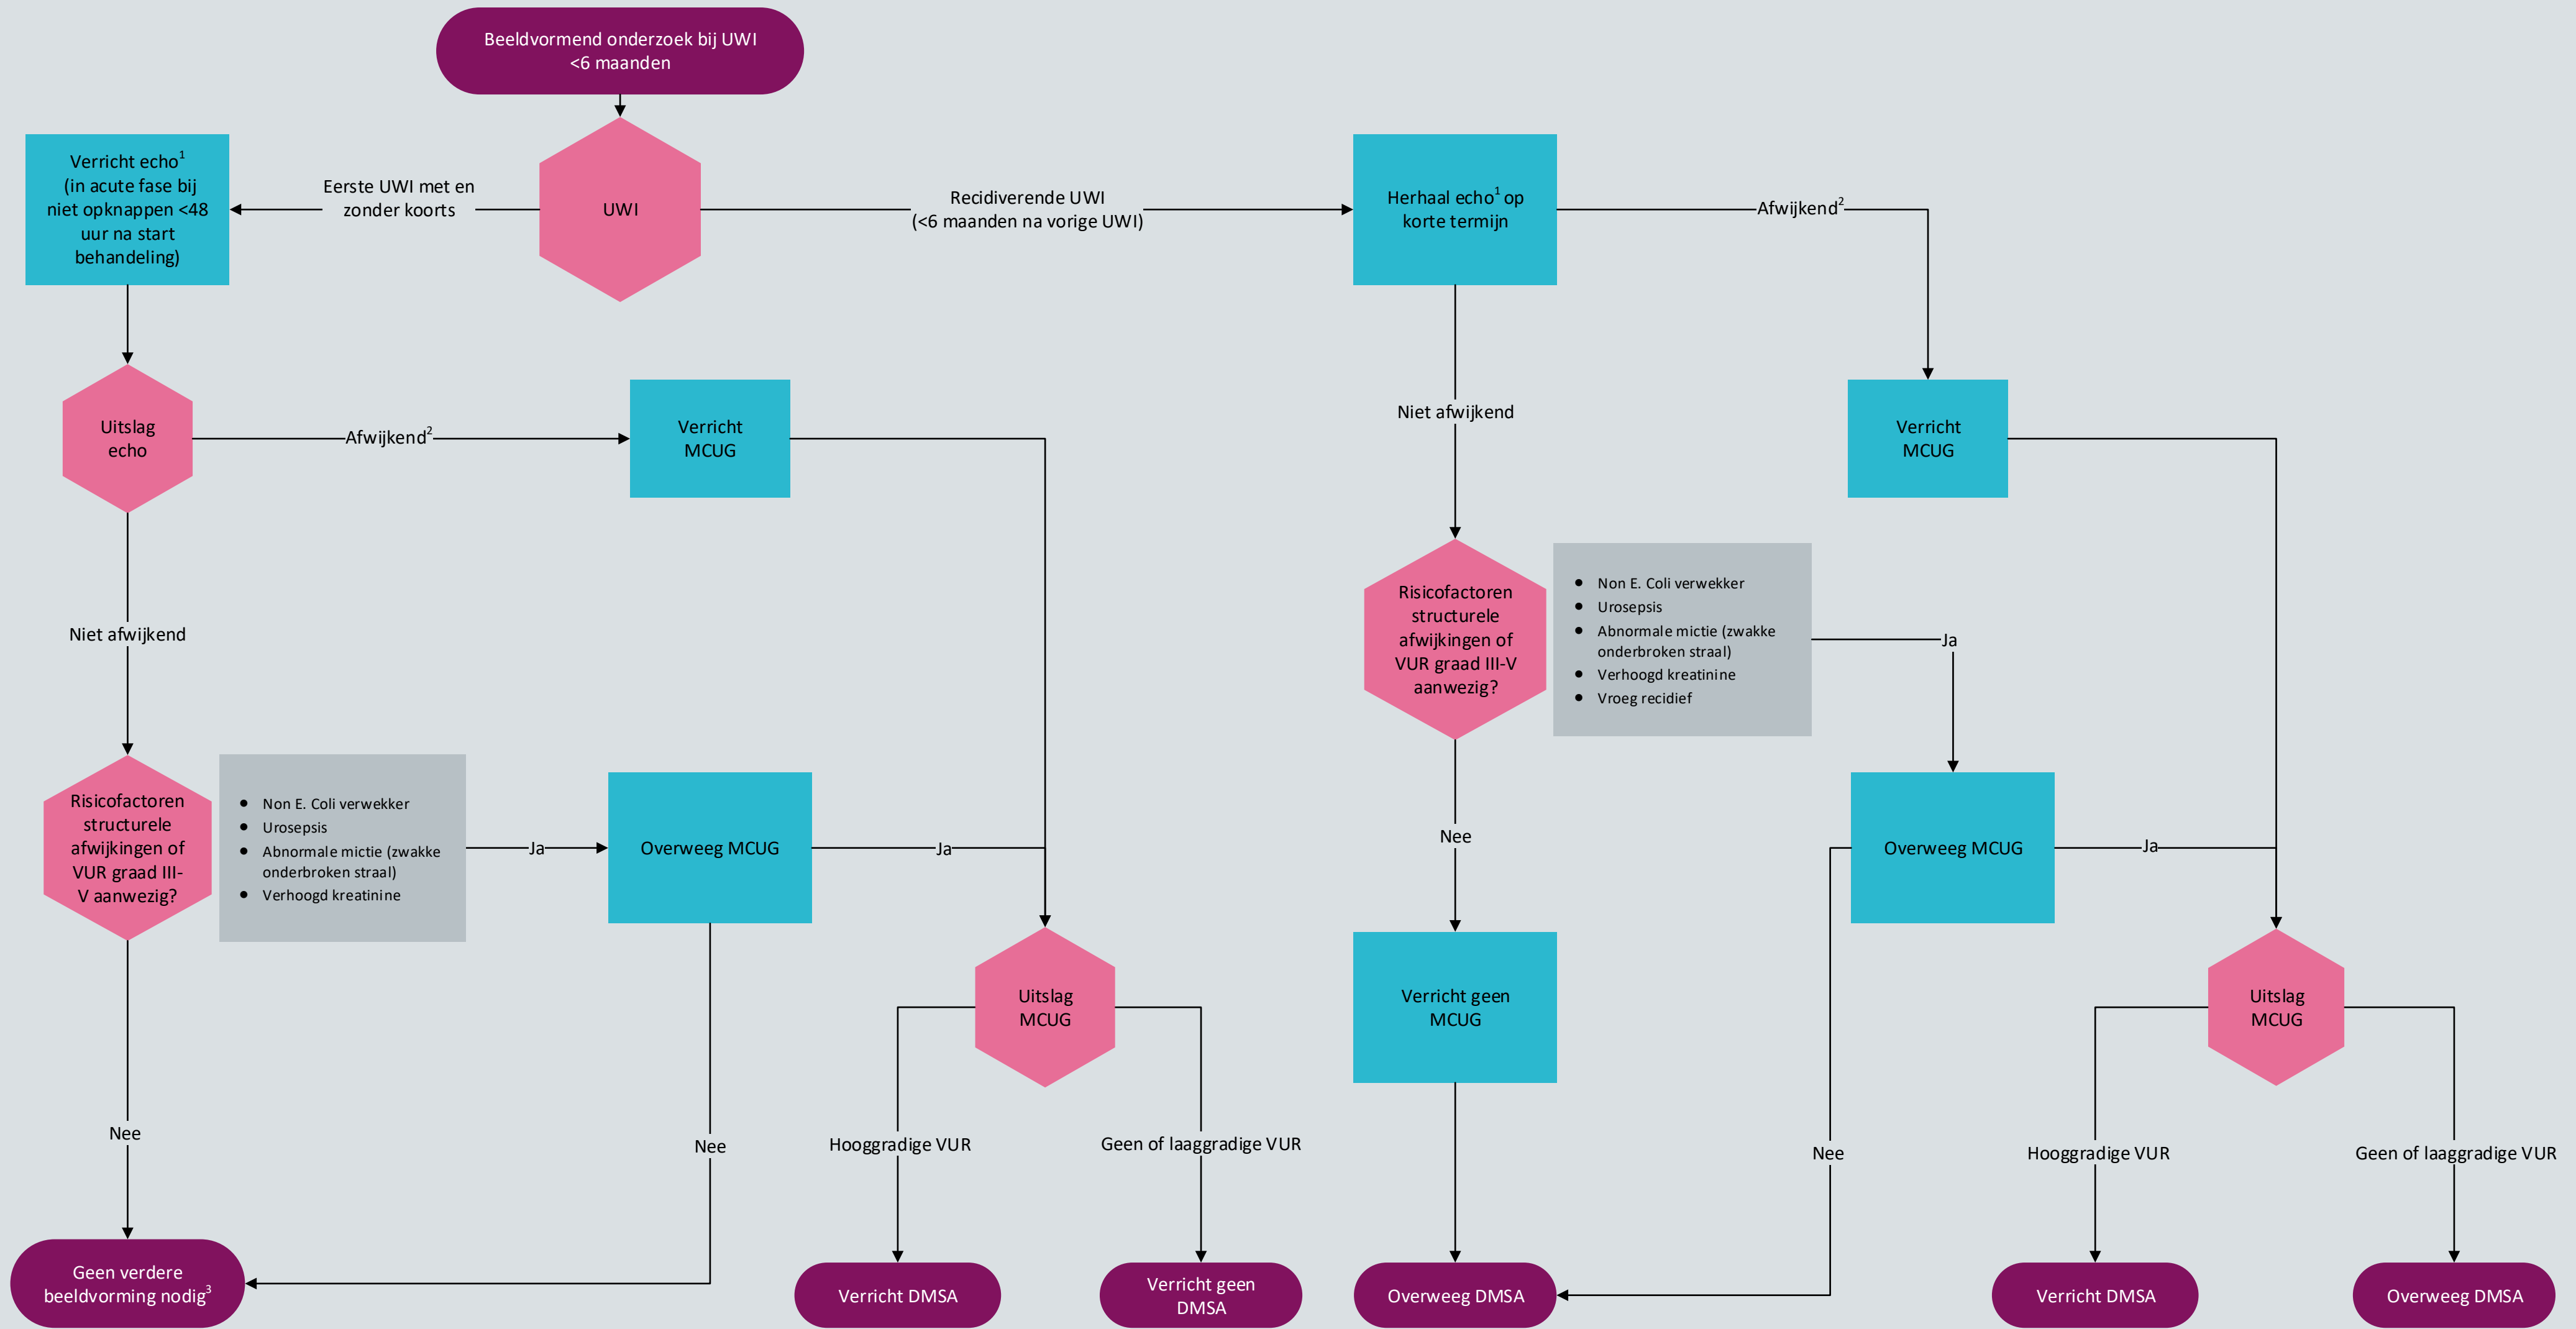 Beeldvormend onderzoek bij UWI
<6 maanden
Verricht echo1
(in acute fase bij
niet opknappen <48
uur na start
behandeling)
Eerste UWI met en
zonder koorts
UWI
Recidiverende UWI
(<6 maanden na vorige UWI)
Herhaal echo1 op
korte termijn
Afwijkend2
Uitslag
echo
Afwijkend2
Verricht
MCUG
Niet afwijkend
Verricht
MCUG
Niet afwijkend
Risicofactoren
structurele
afwijkingen of
VUR graad III-V
aanwezig?
● Non E. Coli verwekker
● Urosepsis
● Abnormale mictie (zwakke
onderbroken straal)
● Verhoogd kreatinine
● Vroeg recidief
Ja
Risicofactoren
structurele
afwijkingen of
VUR graad III-
V aanwezig?
● Non E. Coli verwekker
● Urosepsis
● Abnormale mictie (zwakke
onderbroken straal)
● Verhoogd kreatinine
Ja
Overweeg MCUG
Ja
Nee
Overweeg MCUG
Ja
Uitslag
MCUG
Verricht geen
MCUG
Uitslag
MCUG
Nee
Nee
Hooggradige VUR
Geen of laaggradige VUR
Nee
Hooggradige VUR
Geen of laaggradige VUR
Geen verdere
beeldvorming nodig3
Verricht DMSA
Verricht geen
DMSA
Overweeg DMSA
Verricht DMSA
Overweeg DMSA